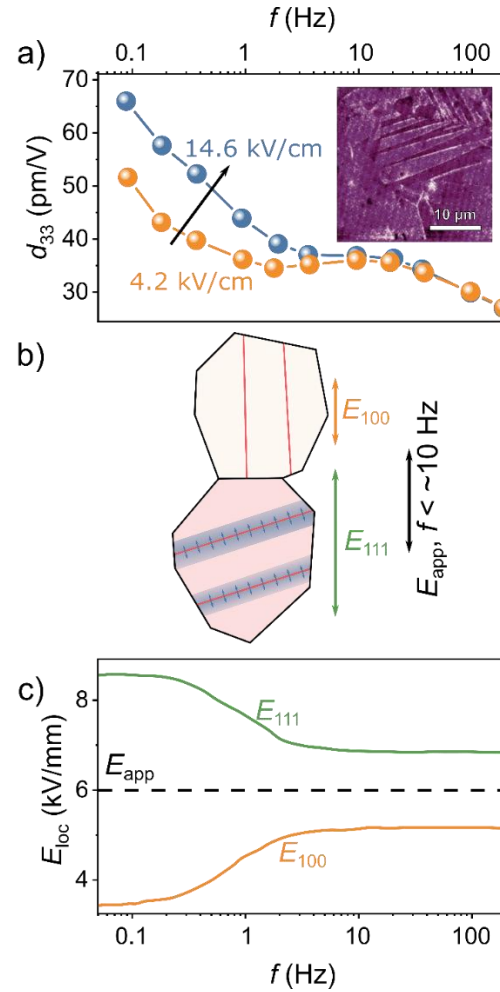 f (Hz)
a)
0.1 1 10 100
70
60
50
40
30
d33 (pm/V)
14.6 kV/cm
4.2 kV/cm
10 µm
b)
E100
E111
Eapp, f < ~10 Hz
c)
8
6
4
Eloc (kV/mm)
E111
Eapp
E100
0.1 1 10 100
f (Hz)